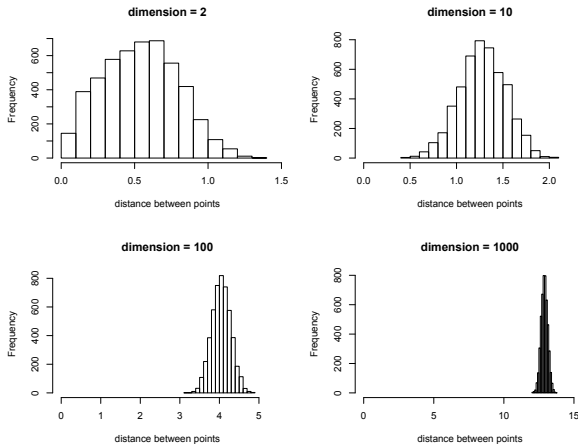 dimension = 2
Frequency
0 200 400 600
0.0 0.5 1.0 1.5
distance between points
dimension = 10
Frequency
0 200 400 600 800
0.0 0.5 1.0 1.5 2.0
distance between points
dimension = 100
Frequency
0 200 400 600 800
0 1 2 3 4 5
distance between points
dimension = 1000
Frequency
0 200 400 600 800
0 5 10 15
distance between points